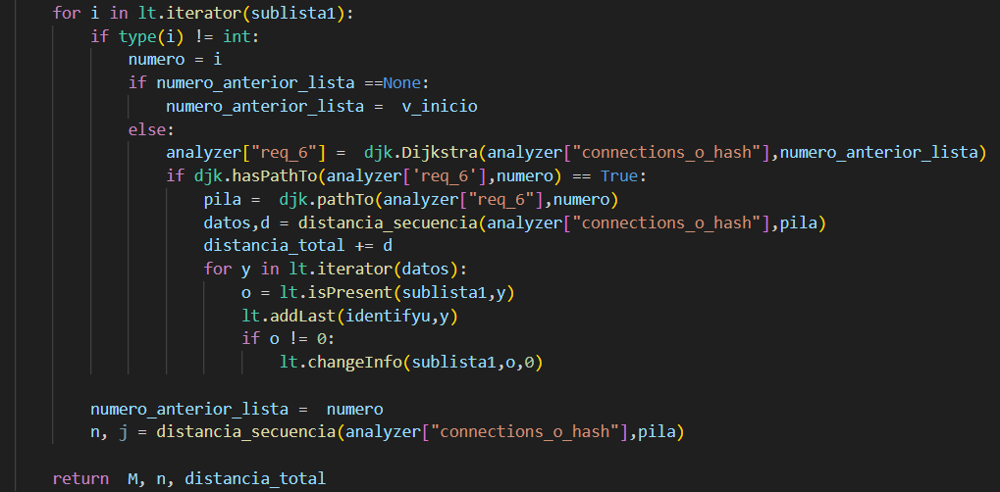 for i in lt.iterator(sublista1):
if type(i) != int:
numero = i
if numero_anterior_lista ==None:
numero_anterior_lista =  v_inicio
else:
analyzer["req_6"] =  djk.Dijkstra(analyzer["connections_o_hash"],numero_anterior_lista)
if djk.hasPathTo(analyzer['req_6'],numero) == True:
pila =  djk.pathTo(analyzer["req_6"],numero)
datos,d = distancia_secuencia(analyzer["connections_o_hash"],pila)
distancia_total += d
for y in lt.iterator(datos):
o = lt.isPresent(sublista1,y)
lt.addLast(identifyu,y)
if o != 0:
lt.changeInfo(sublista1,o,0)
numero_anterior_lista =  numero
n, j = distancia_secuencia(analyzer["connections_o_hash"],pila)
return  M, n, distancia_total